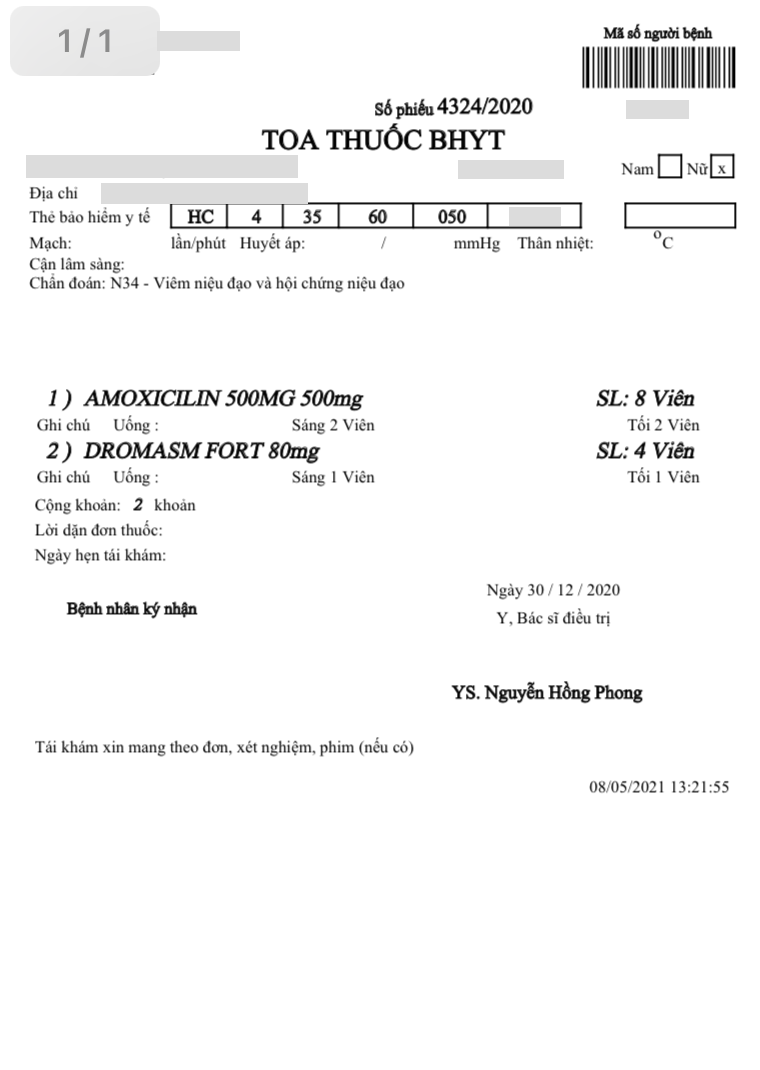 1/1
Mã số người bệnh
Số phiếu 4324/2020
TOA THUỐC BHYT
Nam Nữ x
Địa chỉ
Thẻ bảo hiểm y tế HC 4 35 60 050
Mạch: lần/phút Huyết áp: / mmHg Thân nhiệt: °C
Cận lâm sàng:
Chẩn đoán: N34 - Viêm niệu đạo và hội chứng niệu đạo
1 ) AMOXICILIN 500MG 500mg SL: 8 Viên
Ghi chú Uống : Sáng 2 Viên Tối 2 Viên
2 ) DROMASM FORT 80mg SL: 4 Viên
Ghi chú Uống : Sáng 1 Viên Tối 1 Viên
Cộng khoản: 2 khoản
Lời dặn đơn thuốc:
Ngày hẹn tái khám:
Ngày 30 / 12 / 2020
Bệnh nhân ký nhận
Y, Bác sĩ điều trị
YS. Nguyễn Hồng Phong
Tái khám xin mang theo đơn, xét nghiệm, phim (nếu có)
08/05/2021 13:21:55